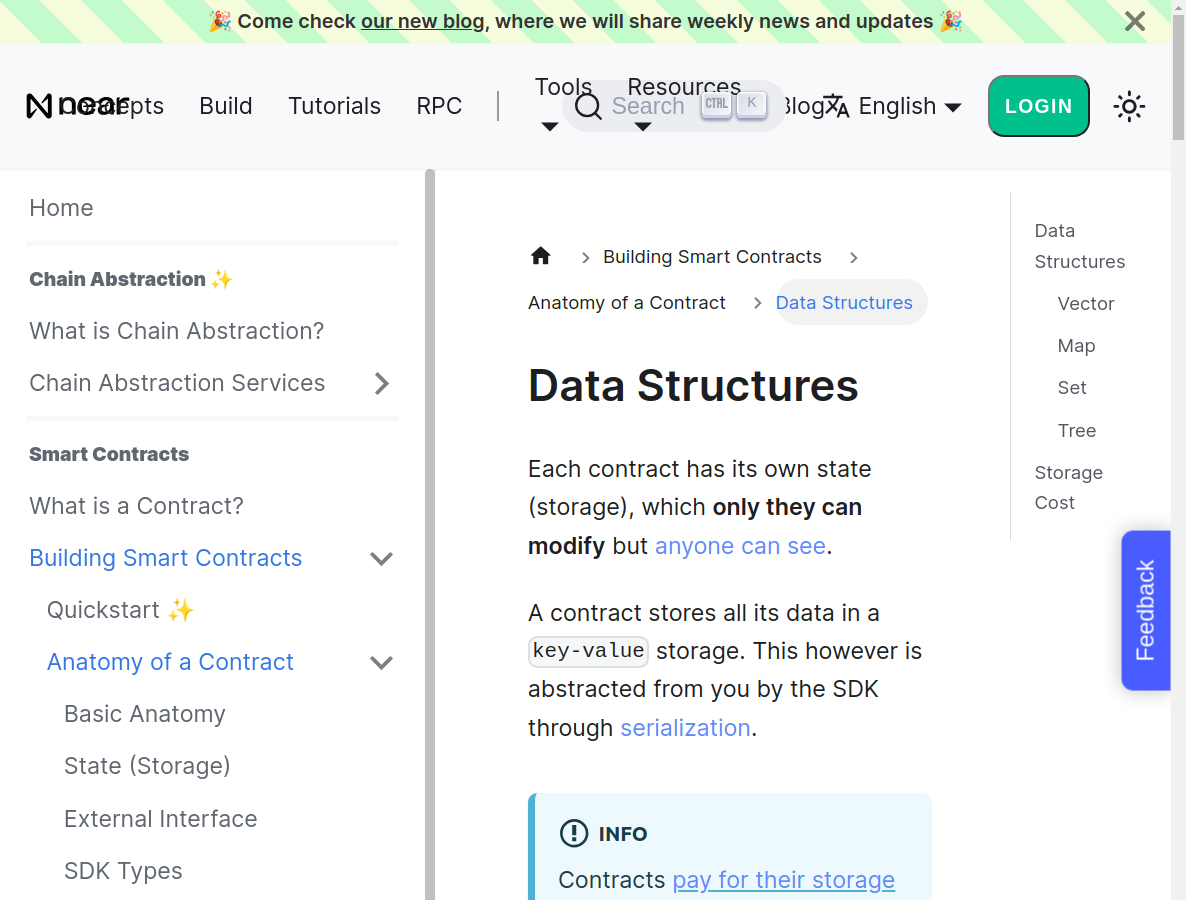 🎉 Come check our new blog, where we will share weekly news and updates 🎉
near Concepts Build Tutorials RPC Tools Resources Search CTRL K Blog English LOGIN
Home
Chain Abstraction ✨
What is Chain Abstraction?
Chain Abstraction Services
Smart Contracts
What is a Contract?
Building Smart Contracts
Quickstart ✨
Anatomy of a Contract
Basic Anatomy
State (Storage)
External Interface
SDK Types
Building Smart Contracts
Anatomy of a Contract Data Structures
Data Structures
Each contract has its own state
(storage), which only they can
modify but anyone can see.
A contract stores all its data in a
key-value storage. This however is
abstracted from you by the SDK
through serialization.
INFO
Contracts pay for their storage
Data
Structures
Vector
Map
Set
Tree
Storage
Cost
Feedback